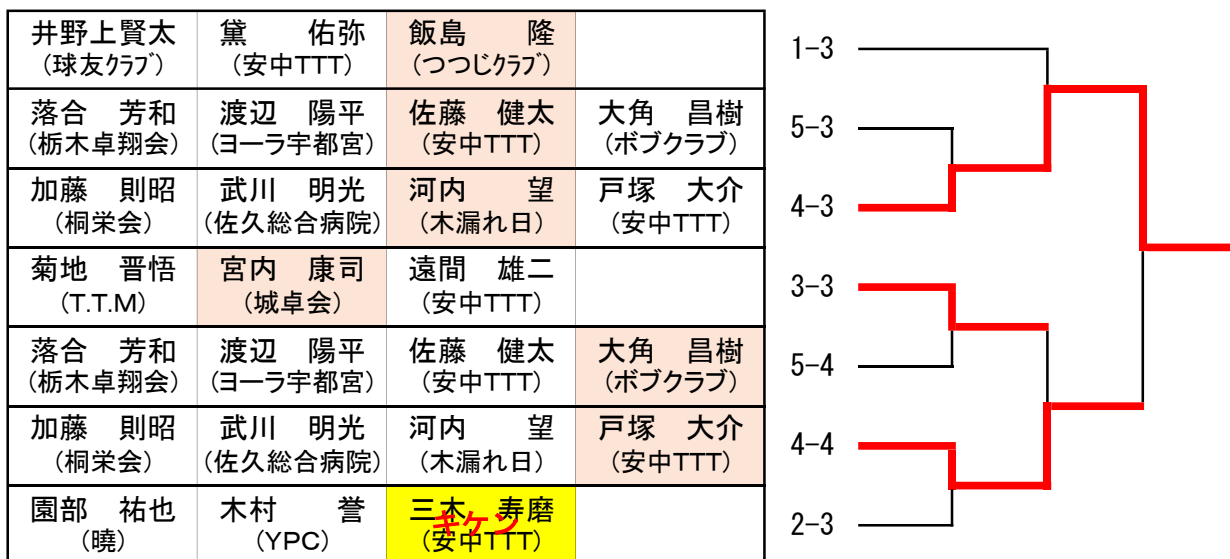 井野上賢太 黛 佑弥 飯島 隆
(球友ｸﾗﾌﾞ) (安中TTT) (つつじｸﾗﾌﾞ)
1-3
落合 芳和 渡辺 陽平 佐藤 健太 大角 昌樹
(栃木卓翔会) (ヨーラ宇都宮) (安中TTT) (ボブクラブ)
5-3
加藤 則昭 武川 明光 河内 望 戸塚 大介
(桐栄会) (佐久総合病院) (木漏れ日) (安中TTT)
4-3
菊地 晋悟 宮内 康司 遠間 雄二
(T.T.M) (城卓会) (安中TTT)
3-3
落合 芳和 渡辺 陽平 佐藤 健太 大角 昌樹
(栃木卓翔会) (ヨーラ宇都宮) (安中TTT) (ボブクラブ)
5-4
加藤 則昭 武川 明光 河内 望 戸塚 大介
(桐栄会) (佐久総合病院) (木漏れ日) (安中TTT)
4-4
園部 祐也 木村 誉 三木 寿磨
キケン
(曉) (YPC) (安中TTT)
2-3